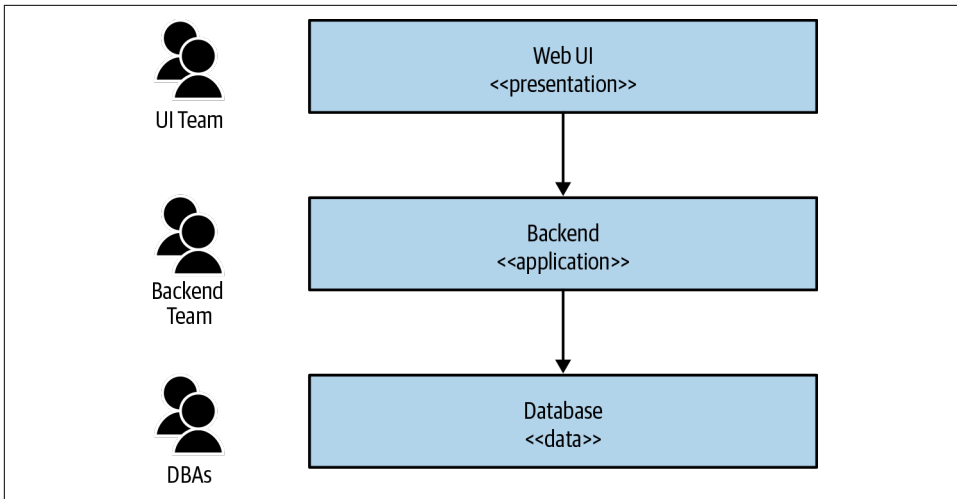 Web UI
<<presentation>>
UI Team
Backend
<<application>>
Backend
Team
Database
<<data>>
DBAs